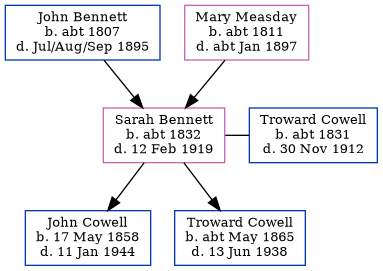 John Bennett
b. abt 1807
d. Jul/Aug/Sep 1895
Mary Measday
b. abt 1811
d. abt Jan 1897
Sarah Bennett
b. abt 1832
d. 12 Feb 1919
Troward Cowell
b. abt 1831
d. 30 Nov 1912
John Cowell
b. 17 May 1858
d. 11 Jan 1944
Troward Cowell
b. abt May 1865
d. 13 Jun 1938